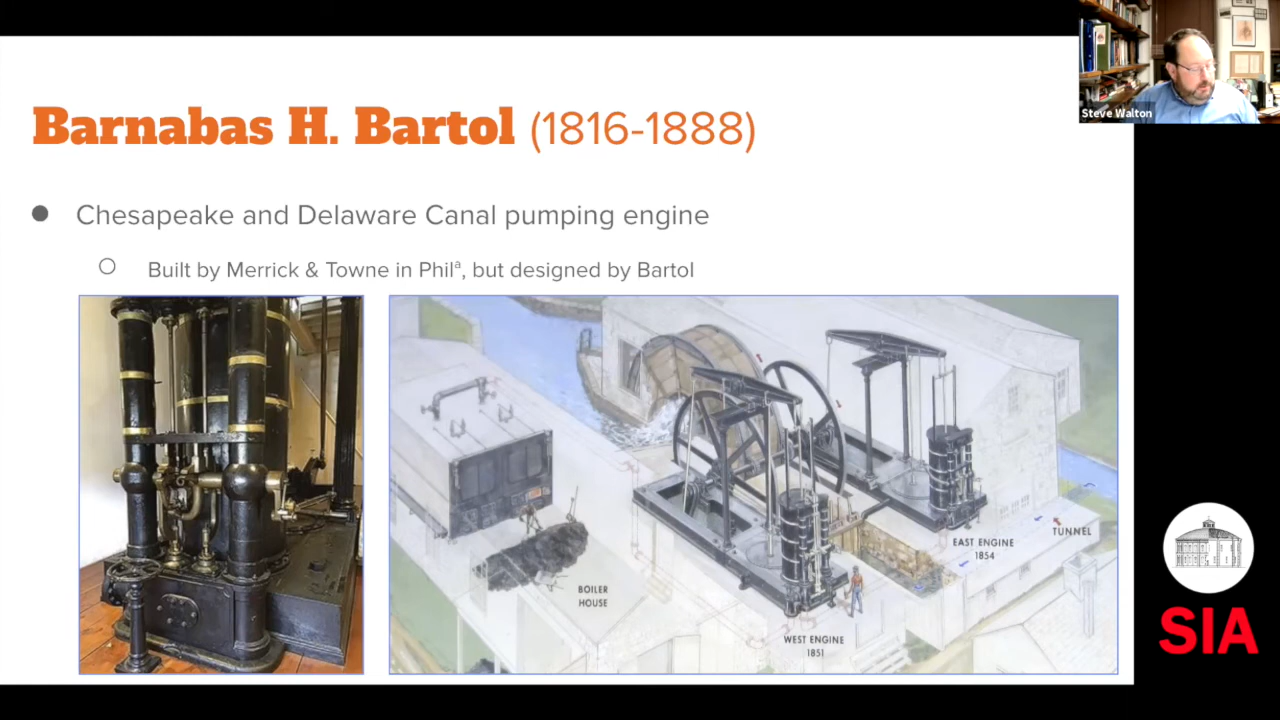 Steve Walton
Barnabas H. Bartol (1816-1888)
Chesapeake and Delaware Canal pumping engine
Built by Merrick & Towne in Philª, but designed by Bartol
BOILER
HOUSE
WEST ENGINE
1851
EAST ENGINE
1854
TUNNEL
SIA